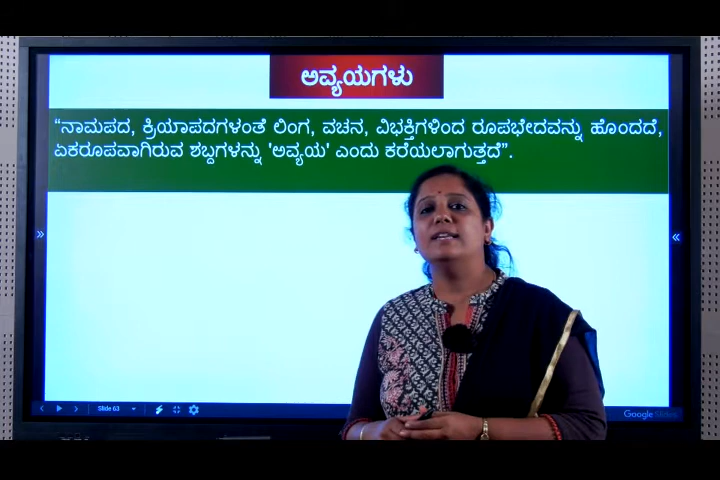 ಅವ್ಯಯಗಳು
“ನಾಮಪದ, ಕ್ರಿಯಾಪದಗಳಂತೆ ಲಿಂಗ, ವಚನ, ವಿಭಕ್ತಿಗಳಿಂದ ರೂಪಭೇದವನ್ನು ಹೊಂದದೆ,
ಏಕರೂಪವಾಗಿರುವ ಶಬ್ದಗಳನ್ನು 'ಅವ್ಯಯ' ಎಂದು ಕರೆಯಲಾಗುತ್ತದೆ”.
Slide 63
Google Slides